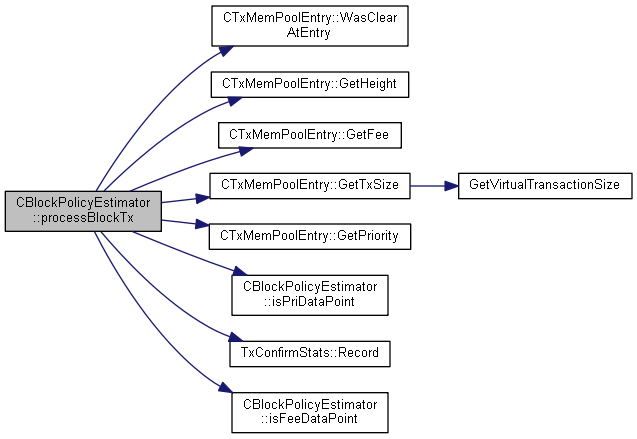 CTxMemPoolEntry::WasClear
AtEntry
CTxMemPoolEntry::GetHeight
CTxMemPoolEntry::GetFee
CBlockPolicyEstimator
::processBlockTx
CTxMemPoolEntry::GetTxSize
GetVirtualTransactionSize
CTxMemPoolEntry::GetPriority
CBlockPolicyEstimator
::isPriDataPoint
TxConfirmStats::Record
CBlockPolicyEstimator
::isFeeDataPoint